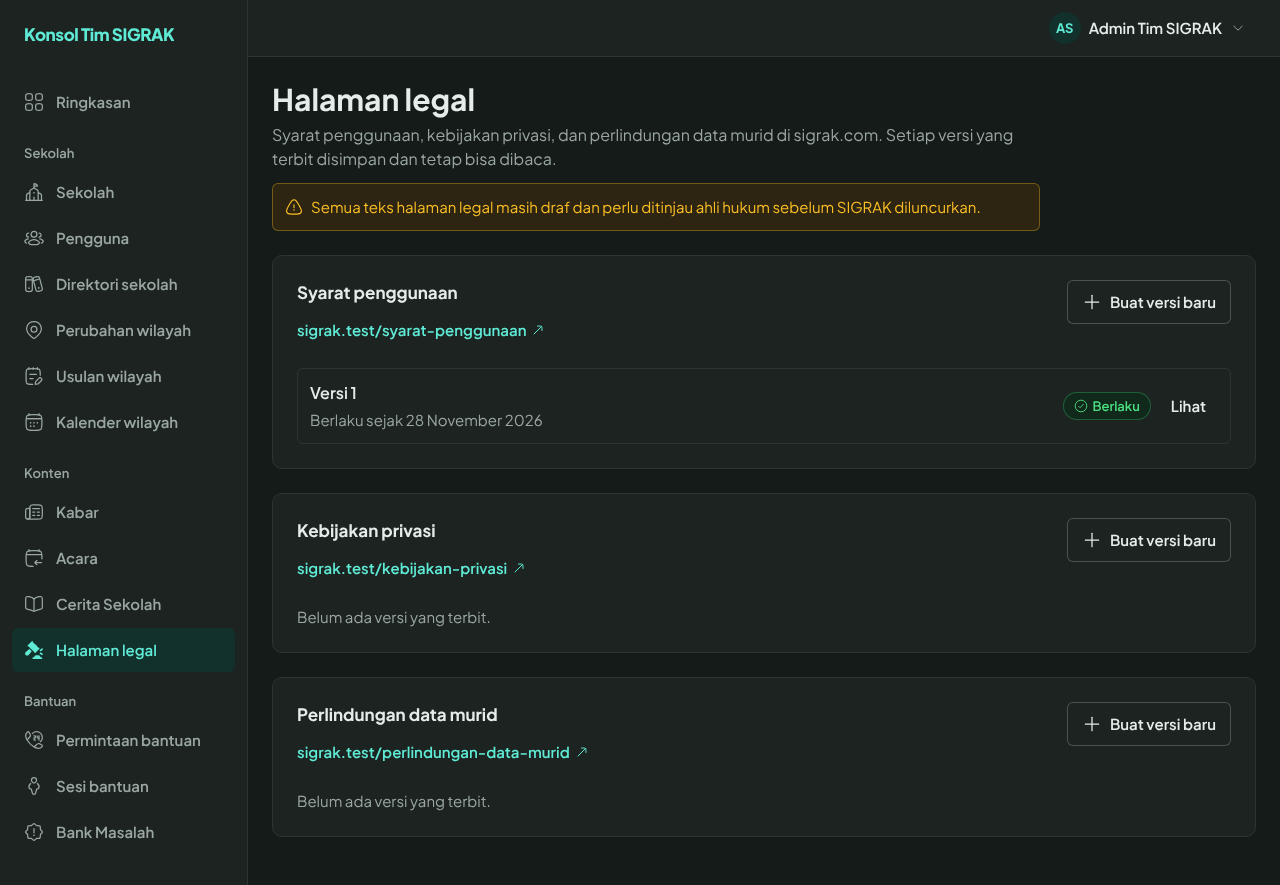 Konsol Tim SIGRAK
AS Admin Tim SIGRAK
Ringkasan
Sekolah
Sekolah
Pengguna
Direktori sekolah
Perubahan wilayah
Usulan wilayah
Kalender wilayah
Konten
Kabar
Acara
Cerita Sekolah
Halaman legal
Bantuan
Permintaan bantuan
Sesi bantuan
Bank Masalah
Halaman legal
Syarat penggunaan, kebijakan privasi, dan perlindungan data murid di sigrak.com. Setiap versi yang
terbit disimpan dan tetap bisa dibaca.
Semua teks halaman legal masih draf dan perlu ditinjau ahli hukum sebelum SIGRAK diluncurkan.
Syarat penggunaan
Buat versi baru
sigrak.test/syarat-penggunaan
Versi 1
Berlaku sejak 28 November 2026
Berlaku
Lihat
Kebijakan privasi
Buat versi baru
sigrak.test/kebijakan-privasi
Belum ada versi yang terbit.
Perlindungan data murid
Buat versi baru
sigrak.test/perlindungan-data-murid
Belum ada versi yang terbit.